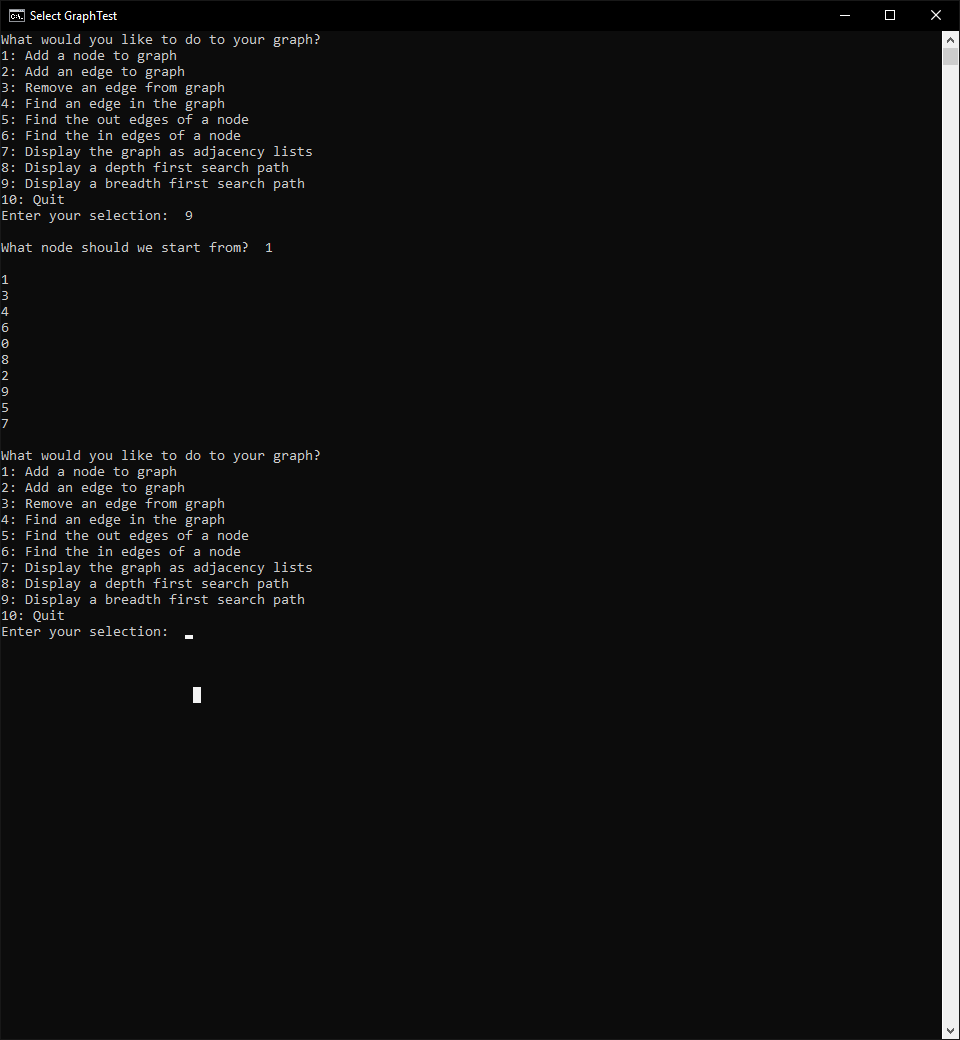 Select GraphTest
What would you like to do to your graph?
1: Add a node to graph
2: Add an edge to graph
3: Remove an edge from graph
4: Find an edge in the graph
5: Find the out edges of a node
6: Find the in edges of a node
7: Display the graph as adjacency lists
8: Display a depth first search path
9: Display a breadth first search path
10: Quit
Enter your selection:  9
What node should we start from?  1
1
3
4
6
0
8
2
9
5
7
What would you like to do to your graph?
1: Add a node to graph
2: Add an edge to graph
3: Remove an edge from graph
4: Find an edge in the graph
5: Find the out edges of a node
6: Find the in edges of a node
7: Display the graph as adjacency lists
8: Display a depth first search path
9: Display a breadth first search path
10: Quit
Enter your selection: